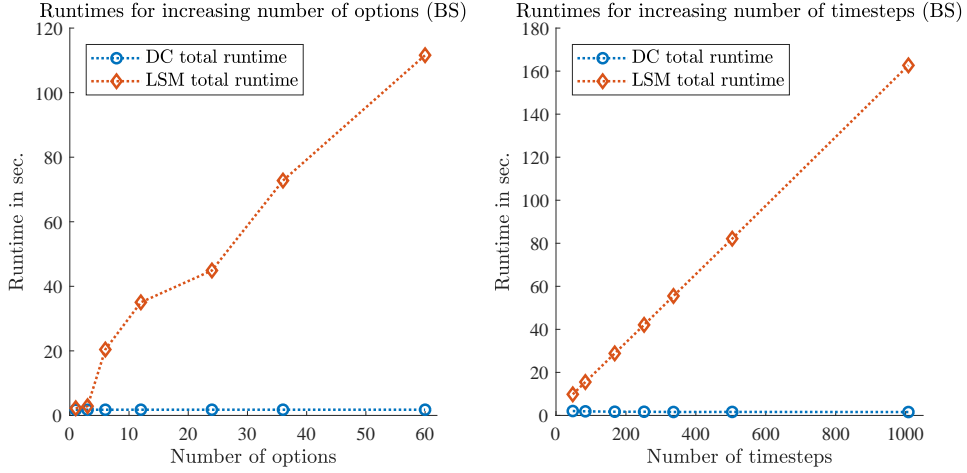 Runtimes for increasing number of options (BS)
120
100
80
60
40
20
0
0 10 20 30 40 50 60
Runtime in sec.
Number of options
DC total runtime
LSM total runtime
Runtimes for increasing number of timesteps (BS)
180
160
140
120
100
80
60
40
20
0
0 200 400 600 800 1000
Runtime in sec.
Number of timesteps
DC total runtime
LSM total runtime